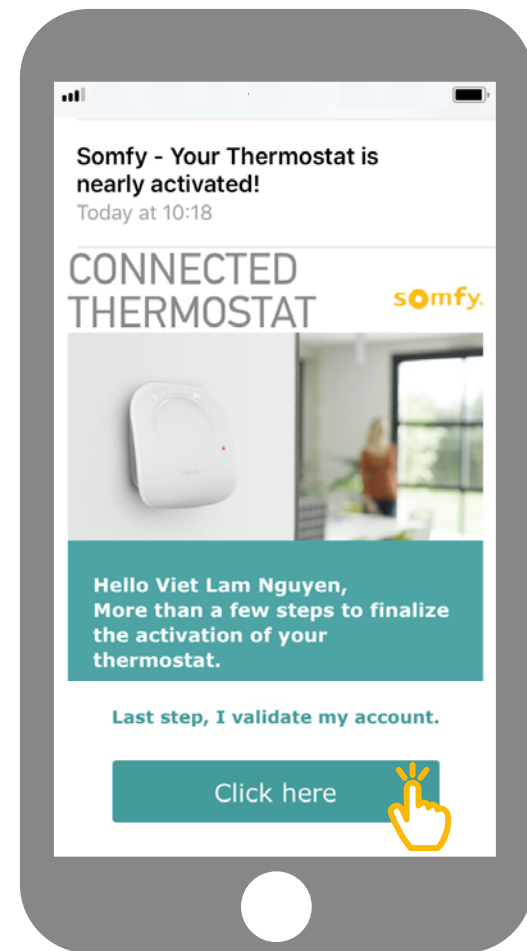 Somfy - Your Thermostat is
nearly activated!
Today at 10:18
CONNECTED
THERMOSTAT
somfy.
Hello Viet Lam Nguyen,
More than a few steps to finalize
the activation of your
thermostat.
Last step, I validate my account.
Click here